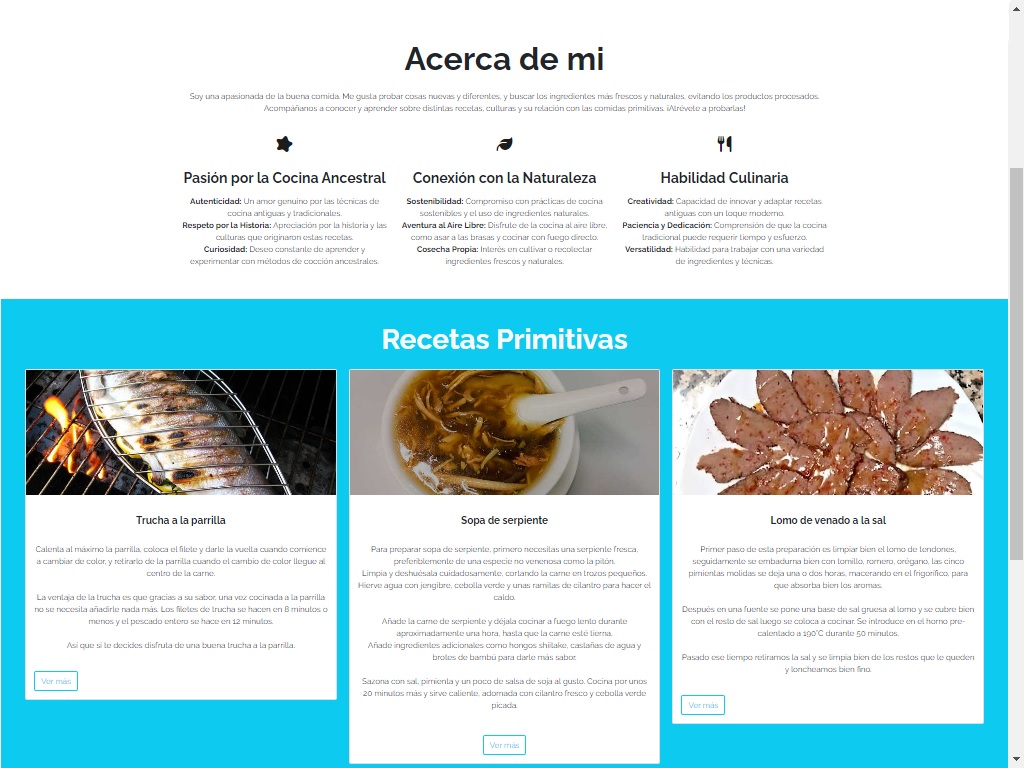 Acerca de mi
Soy una apasionada de la buena comida. Me gusta probar cosas nuevas y diferentes, y buscar los ingredientes más frescos y naturales, evitando los productos procesados.
Acompáñanos a conocer y aprender sobre distintas recetas, culturas y su relación con las comidas primitivas. ¡Atrévete a probarlas!
Pasión por la Cocina Ancestral
Autenticidad: Un amor genuino por las técnicas de
cocina antiguas y tradicionales.
Respeto por la Historia: Apreciación por la historia y las
culturas que originaron estas recetas.
Curiosidad: Deseo constante de aprender y
experimentar con métodos de cocción ancestrales.
Conexión con la Naturaleza
Sostenibilidad: Compromiso con prácticas de cocina
sostenibles y el uso de ingredientes naturales.
Aventura al Aire Libre: Disfrute de la cocina al aire libre,
como asar a las brasas y cocinar con fuego directo.
Cosecha Propia: Interés en cultivar o recolectar
ingredientes frescos y naturales.
Habilidad Culinaria
Creatividad: Capacidad de innovar y adaptar recetas
antiguas con un toque moderno.
Paciencia y Dedicación: Comprensión de que la cocina
tradicional puede requerir tiempo y esfuerzo.
Versatilidad: Habilidad para trabajar con una variedad
de ingredientes y técnicas.
Recetas Primitivas
Trucha a la parrilla
Calenta al máximo la parrilla, coloca el filete y darle la vuelta cuando comience
a cambiar de color, y retirarlo de la parrilla cuando el cambio de color llegue al
centro de la carne.
La ventaja de la trucha es que gracias a su sabor, una vez cocinada a la parrilla
no se necesita añadirle nada más. Los filetes de trucha se hacen en 8 minutos o
menos y el pescado entero se hace en 12 minutos.
Así que si te decides disfruta de una buena trucha a la parrilla.
Ver más
Sopa de serpiente
Para preparar sopa de serpiente, primero necesitas una serpiente fresca,
preferiblemente de una especie no venenosa como la pitón.
Limpia y deshuésala cuidadosamente, cortando la carne en trozos pequeños.
Hierve agua con jengibre, cebolla verde y unas ramitas de cilantro para hacer el
caldo.
Añade la carne de serpiente y déjala cocinar a fuego lento durante
aproximadamente una hora, hasta que la carne esté tierna.
Añade ingredientes adicionales como hongos shiitake, castañas de agua y
brotes de bambú para darle más sabor.
Sazona con sal, pimienta y un poco de salsa de soja al gusto. Cocina por unos
20 minutos más y sirve caliente, adornada con cilantro fresco y cebolla verde
picada.
Ver más
Lomo de venado a la sal
Primer paso de esta preparación es limpiar bien el lomo de tendones,
seguidamente se embadurna bien con tomillo, romero, orégano, las cinco
pimientas molidas se deja una o dos horas, macerando en el frigorífico, para
que absorba bien los aromas.
Después en una fuente se pone una base de sal gruesa al lomo y se cubre bien
con el resto de sal luego se coloca a cocinar. Se introduce en el horno pre-
calentado a 190°C durante 50 minutos.
Pasado ese tiempo retiramos la sal y se limpia bien de los restos que le queden
y loncheamos bien fino.
Ver más